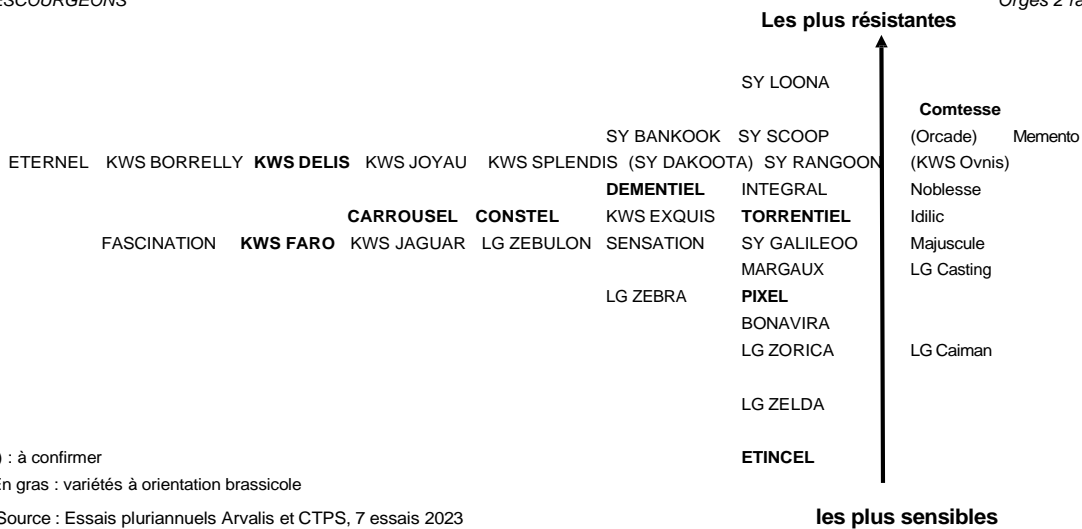 ESCOURGEONS Orges 2 ra
Les plus résistantes
SY LOONA
Comtesse
SY BANKOOK SY SCOOP (Orcade) Memento
ETERNEL KWS BORRELLY KWS DELIS KWS JOYAU KWS SPLENDIS (SY DAKOOTA) SY RANGOON (KWS Ovnis)
DEMENTIEL INTEGRAL Noblesse
CARROUSEL CONSTEL KWS EXQUIS TORRENTIEL Idilic
FASCINATION KWS FARO KWS JAGUAR LG ZEBULON SENSATION SY GALILEOO Majuscule
MARGAUX LG Casting
LG ZEBRA PIXEL
BONAVIRA
LG ZORICA LG Caiman
LG ZELDA
) : à confirmer ETINCEL
En gras : variétés à orientation brassicole
Source : Essais pluriannuels Arvalis et CTPS, 7 essais 2023 les plus sensibles